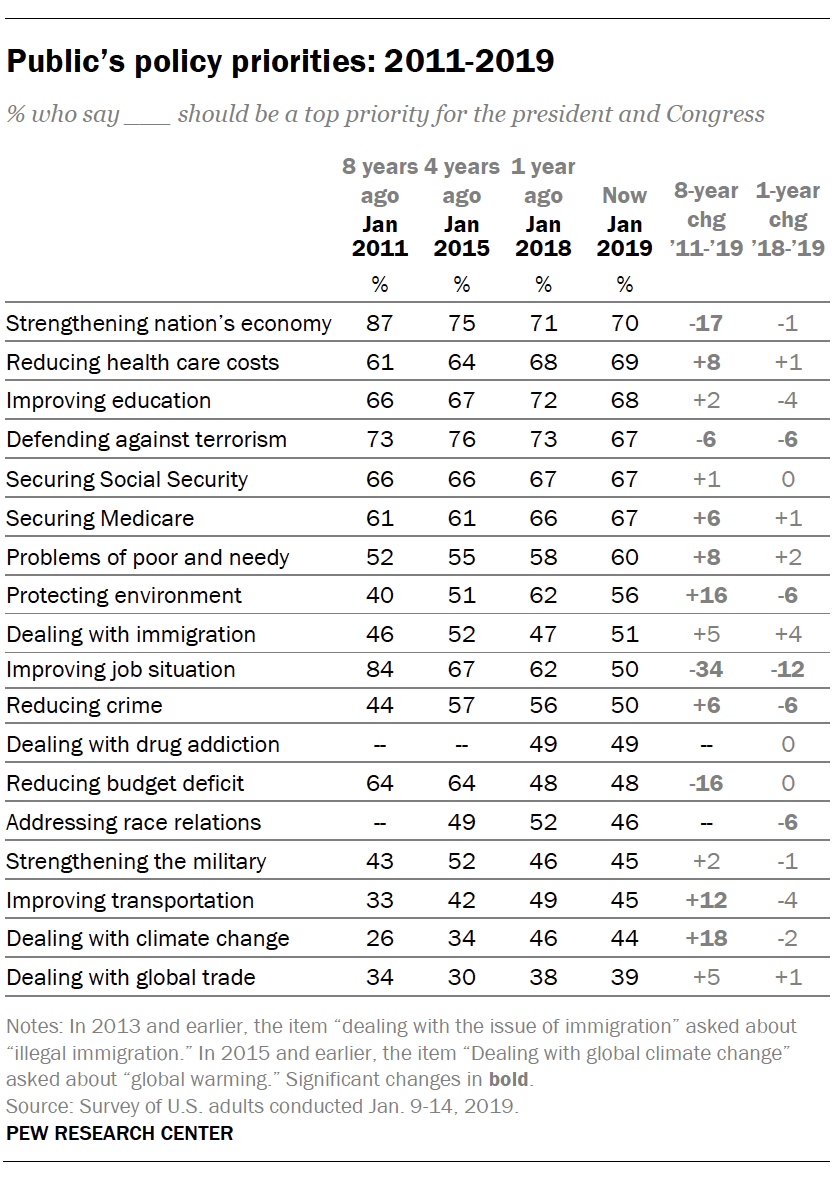 Public’s policy priorities: 2011-2019
% who say ____ should be a top priority for the president and Congress
8 years ago Jan 2011 4 years ago Jan 2015 1 year ago Jan 2018 Now Jan 2019 8-year chg ’11-’19 1-year chg ’18-’19
% % % %
Strengthening nation’s economy 87 75 71 70 -17 -1
Reducing health care costs 61 64 68 69 +8 +1
Improving education 66 67 72 68 +2 -4
Defending against terrorism 73 76 73 67 -6 -6
Securing Social Security 66 66 67 67 +1 0
Securing Medicare 61 61 66 67 +6 +1
Problems of poor and needy 52 55 58 60 +8 +2
Protecting environment 40 51 62 56 +16 -6
Dealing with immigration 46 52 47 51 +5 +4
Improving job situation 84 67 62 50 -34 -12
Reducing crime 44 57 56 50 +6 -6
Dealing with drug addiction -- -- 49 49 -- 0
Reducing budget deficit 64 64 48 48 -16 0
Addressing race relations -- 49 52 46 -- -6
Strengthening the military 43 52 46 45 +2 -1
Improving transportation 33 42 49 45 +12 -4
Dealing with climate change 26 34 46 44 +18 -2
Dealing with global trade 34 30 38 39 +5 +1
Notes: In 2013 and earlier, the item “dealing with the issue of immigration” asked about
“illegal immigration.” In 2015 and earlier, the item “Dealing with global climate change”
asked about “global warming.” Significant changes in bold.
Source: Survey of U.S. adults conducted Jan. 9-14, 2019.
PEW RESEARCH CENTER